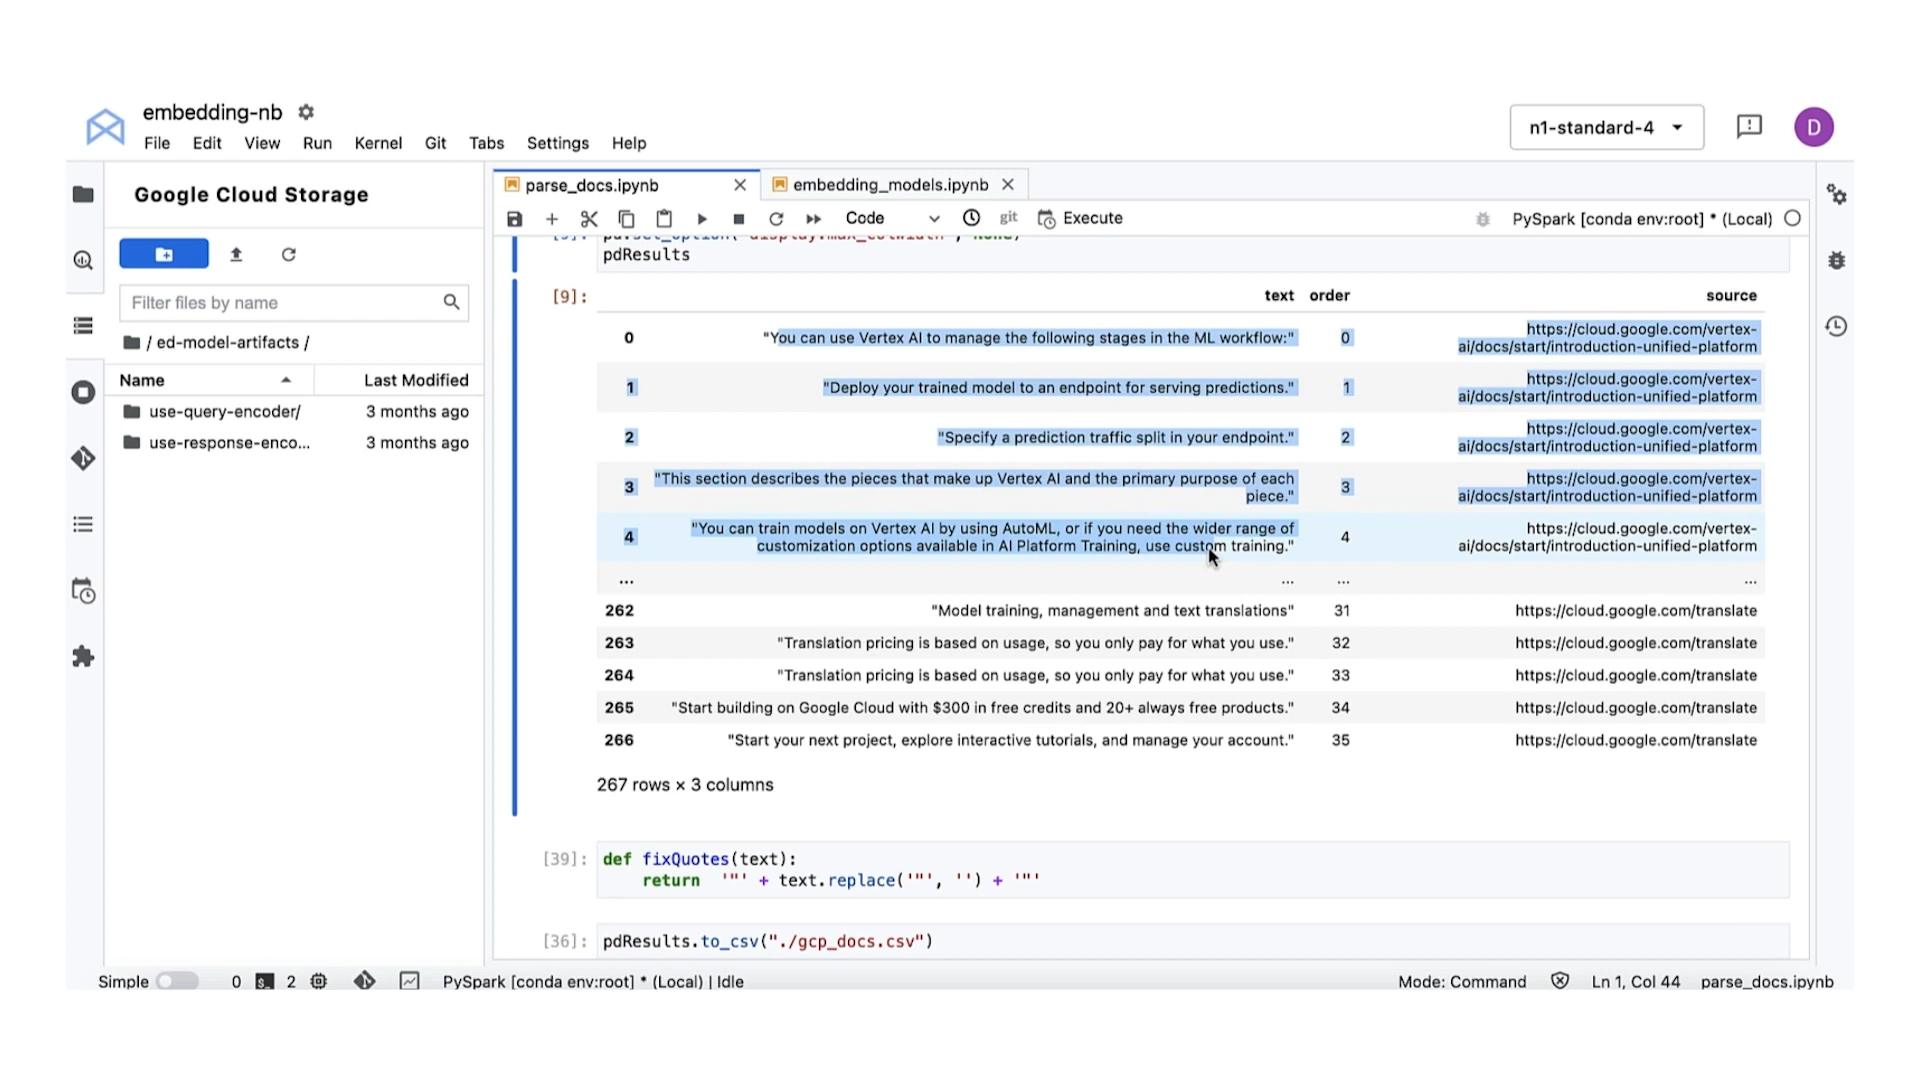 embedding-nb
File Edit View Run Kernel Git Tabs Settings Help
n1-standard-4
D
Google Cloud Storage
Filter files by name
/ ed-model-artifacts /
Name Last Modified
use-query-encoder/ 3 months ago
use-response-enco... 3 months ago
parse_docs.ipynb
embedding_models.ipynb
Code git Execute
PySpark [conda env:root] * (Local)
pdResults
[9]:
text order source
0 "You can use Vertex AI to manage the following stages in the ML workflow:" 0 https://cloud.google.com/vertex-
ai/docs/start/introduction-unified-platform
1 "Deploy your trained model to an endpoint for serving predictions." 1 https://cloud.google.com/vertex-
ai/docs/start/introduction-unified-platform
2 "Specify a prediction traffic split in your endpoint." 2 https://cloud.google.com/vertex-
ai/docs/start/introduction-unified-platform
3 "This section describes the pieces that make up Vertex AI and the primary purpose of each 3 https://cloud.google.com/vertex-
piece." ai/docs/start/introduction-unified-platform
4 "You can train models on Vertex AI by using AutoML, or if you need the wider range of 4 https://cloud.google.com/vertex-
customization options available in AI Platform Training, use custom training." ai/docs/start/introduction-unified-platform
... ... ... ...
262 "Model training, management and text translations" 31 https://cloud.google.com/translate
263 "Translation pricing is based on usage, so you only pay for what you use." 32 https://cloud.google.com/translate
264 "Translation pricing is based on usage, so you only pay for what you use." 33 https://cloud.google.com/translate
265 "Start building on Google Cloud with $300 in free credits and 20+ always free products." 34 https://cloud.google.com/translate
266 "Start your next project, explore interactive tutorials, and manage your account." 35 https://cloud.google.com/translate
267 rows × 3 columns
[39]: def fixQuotes(text):
return '"' + text.replace('"', '') + '"'
[36]: pdResults.to_csv("./gcp_docs.csv")
Simple 0 2 PySpark [conda env:root] * (Local) | Idle
Mode: Command Ln 1, Col 44 parse_docs.ipynb